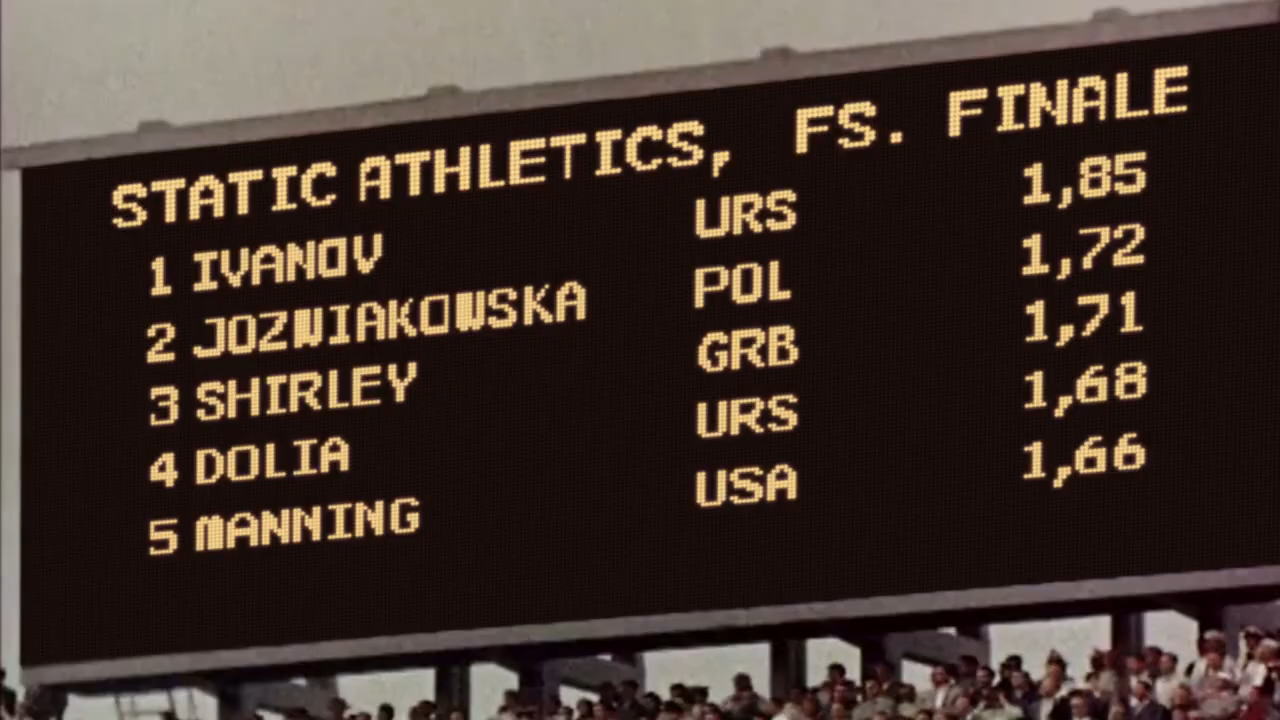 STATIC ATHLETICS, FS. FINALE
1 IVANOV URS 1,85
2 JOZWIAKOWSKA POL 1,72
3 SHIRLEY GRB 1,71
4 DOLIA URS 1,68
5 MANNING USA 1,66